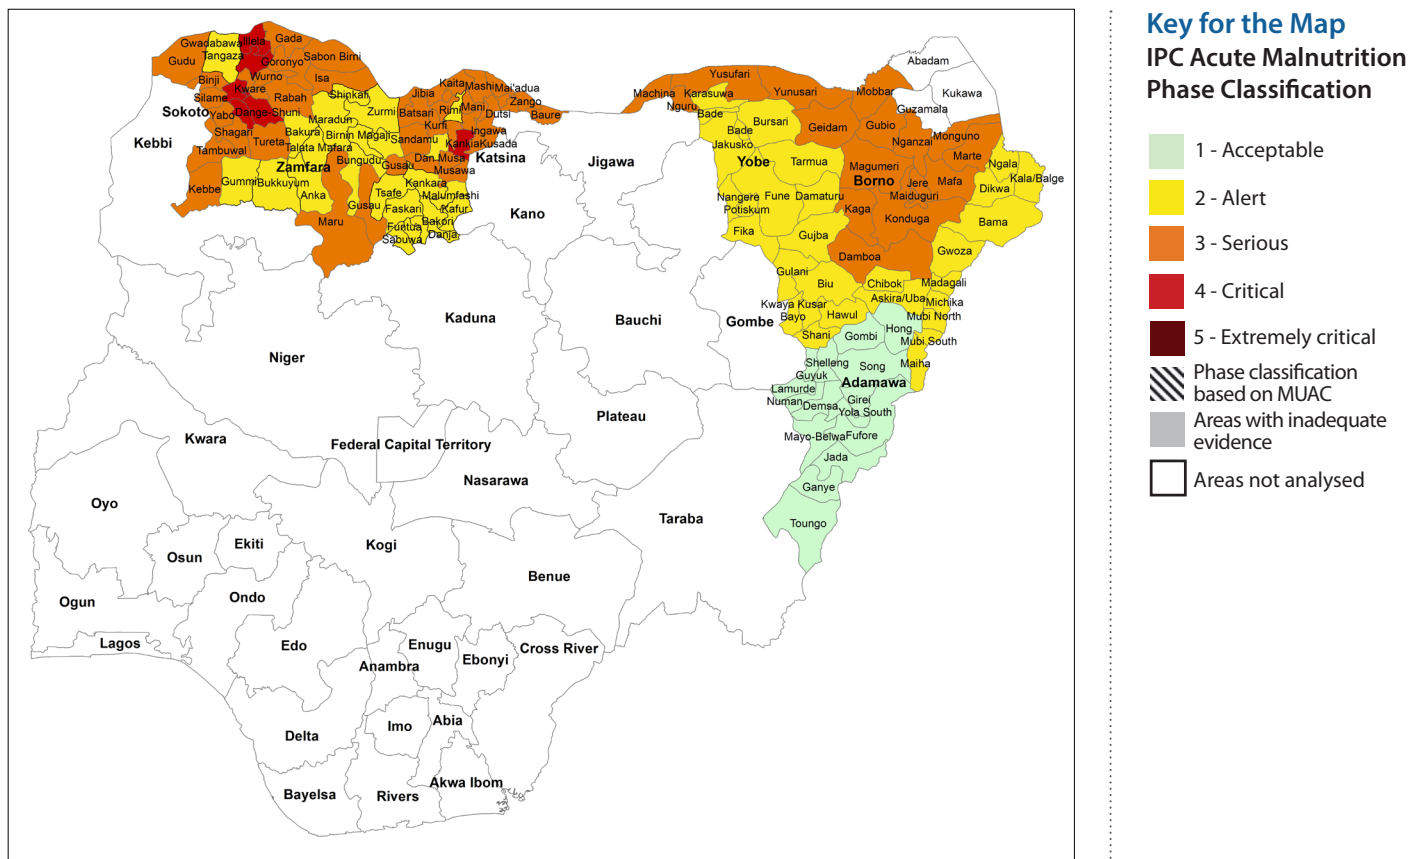 Key for the Map
IPC Acute Malnutrition
Phase Classification
1 - Acceptable
2 - Alert
3 - Serious
4 - Critical
5 - Extremely critical
Phase classification
based on MUAC
Areas with inadequate
evidence
Areas not analysed
Gwadabawa
Illela
Gada
Tangaza
Gudu
Goronyo
Sabon Birni
Binji
Wurno
Isa
Silame
Kware
Rabah
Shinkafi
Sokoto
Yabo
Dange-Shuni
Maradun
Zurmi
Kebbi
Shagari
Bakura
Birnin Magaji
Tureta
Talata Mafara
Tambuwal
Zamfara
Bungudu
Kebbe
Gummi
Bukkuyum
Anka
Gusau
Maru
Jibia
Kaita
Mashi
Mai'adua
Zango
Batsari
Rimi
Mani
Dutsi
Baure
Kurfi
Ingawa
Sandamu
Kankia
Kusada
Gusau
Dan Musa
Katsina
Musawa
Kankara
Tsafe
Malumfashi
Faskari
Kafur
Funtua
Bakori
Sabuwa
Danja
Jigawa
Kano
Machina
Yusufari
Nguru
Karasuwa
Yunusari
Bade
Bursari
Bade
Geidam
Jakusko
Yobe
Tarmua
Nangere
Fune
Damaturu
Potiskum
Fika
Gujba
Gulani
Abadam
Kukawa
Mobbar
Guzamala
Gubio
Monguno
Nganzai
Marte
Magumeri
Ngala
Borno
Jere
Mafa
Kala/Balge
Maiduguri
Dikwa
Kaga
Konduga
Bama
Damboa
Gwoza
Biu
Chibok
Madagali
Askira/Uba
Michika
Kwaya Kusar
Bayo
Hawul
Mubi North
Shani
Hong
Gombi
Mubi South
Shelleng
Song
Maiha
Guyuk
Adamawa
Lamurde
Numan
Demsa
Girei
Yola South
Mayo-Belwa
Fufore
Jada
Ganye
Toungo
Kaduna
Bauchi
Gombe
Niger
Plateau
Kwara
Federal Capital Territory
Nasarawa
Oyo
Taraba
Osun
Ekiti
Kogi
Benue
Ogun
Ondo
Lagos
Edo
Enugu
Ebonyi
Cross River
Anambra
Imo
Abia
Delta
Akwa Ibom
Bayelsa
Rivers